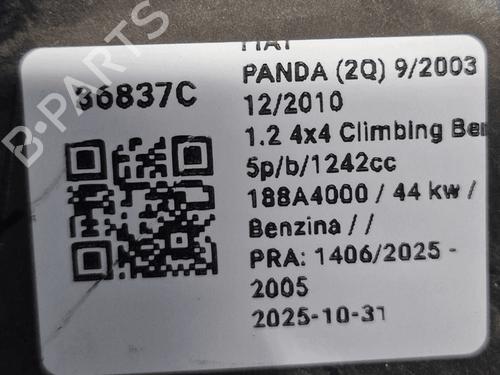 FIAT
36837C
PANDA (2Q) 9/2003
12/2010
1.2 4x4 Climbing Ben
5p/b/1242cc
188A4000 / 44 kw /
Benzina / /
PRA: 1406/2025 -
2005
2025-10-31
B-PARTS